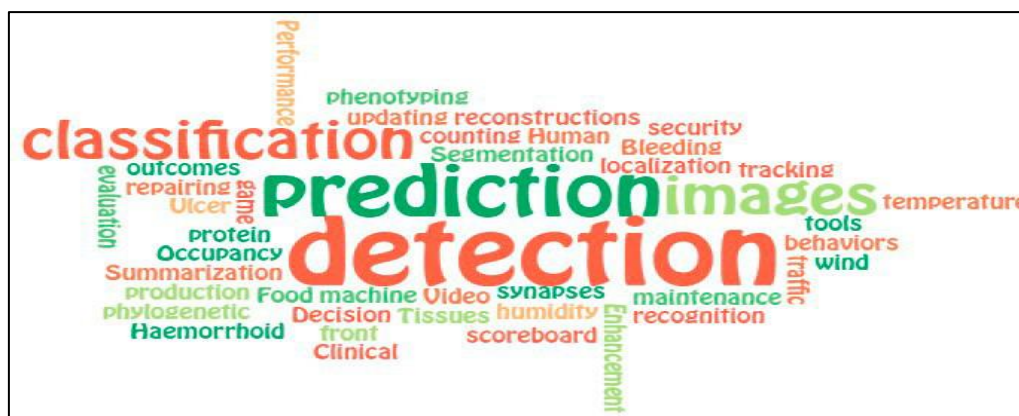 Performance
phenotyping
updating reconstructions
classification counting Human security
Segmentation Bleeding
outcomes localization tracking
evaluation repairing game prediction images temperature
Ulcer tools
protein detection behaviors
Occupancy traffic wind
Summarization
production Food machine Video synapses maintenance
phylogenetic Decision Tissues humidity Enhancement recognition
Haemorrhoid front scoreboard
Clinical